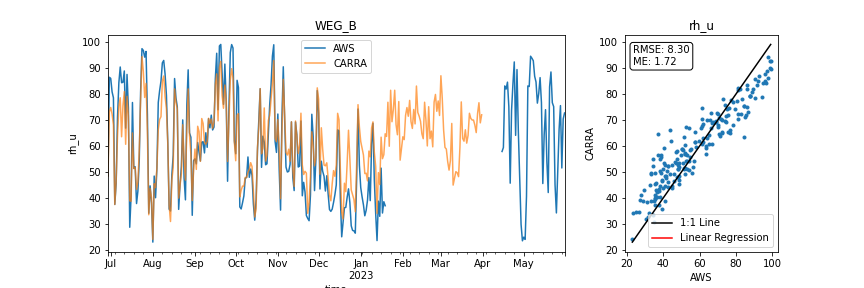 WEG_B
rh_u
100
90
80
70
60
50
40
30
20
rh_u
AWS
CARRA
Jul
Aug
Sep
Oct
Nov
Dec
Jan
2023
Feb
Mar
Apr
May
time
100
90
80
70
60
50
40
30
20
CARRA
RMSE: 8.30
ME: 1.72
1:1 Line
Linear Regression
20
40
60
80
100
AWS